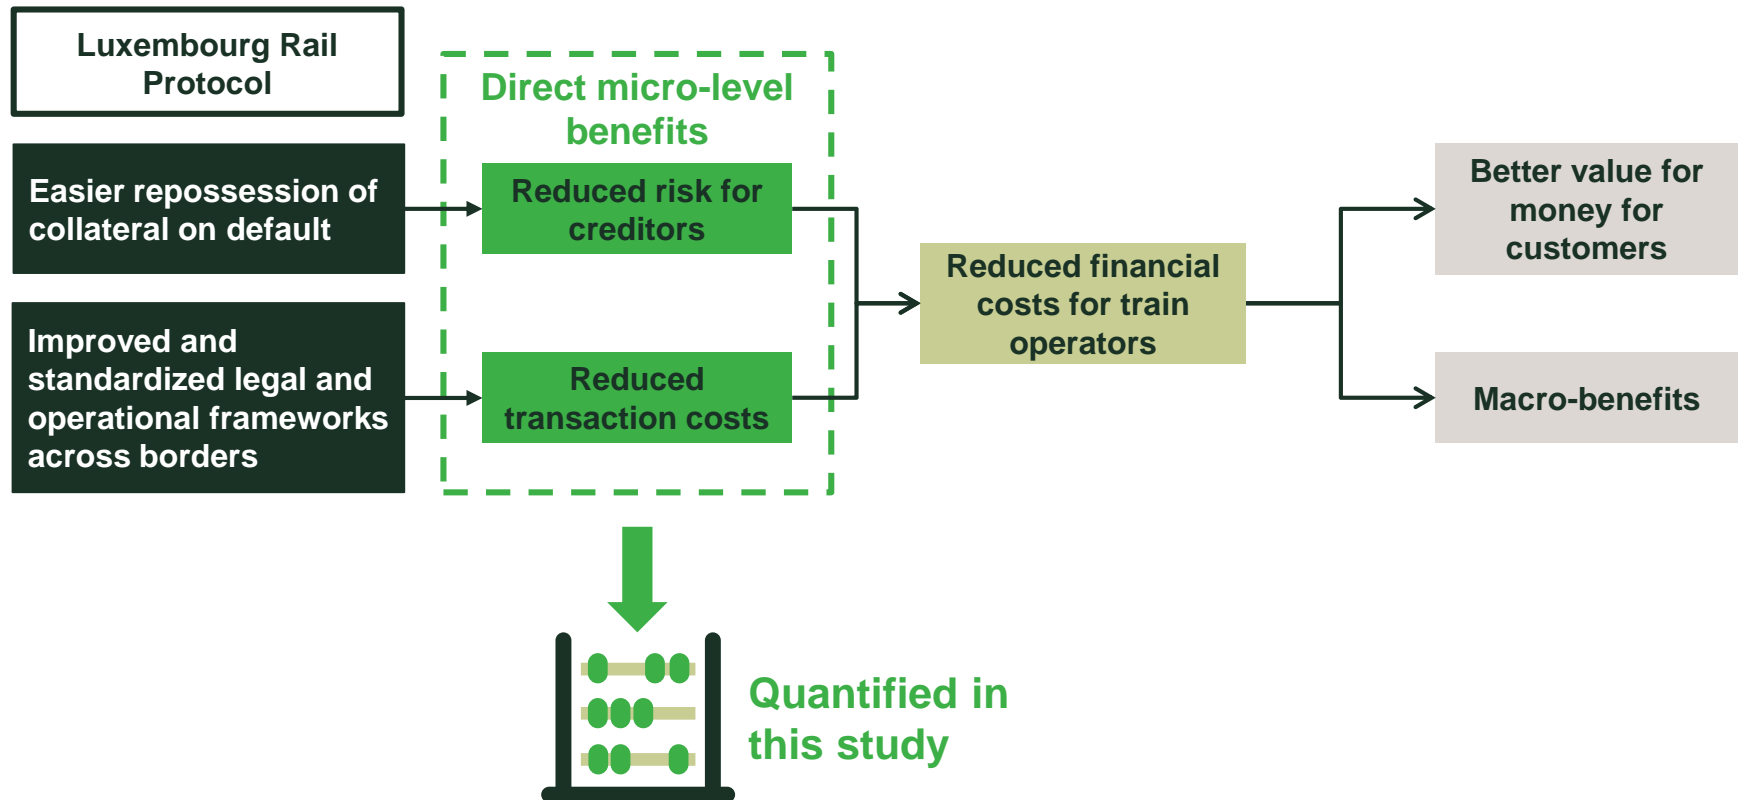 Luxembourg Rail
Protocol
Direct micro-level
benefits
Easier repossession of
collateral on default
Reduced risk for
creditors
Improved and
standardized legal and
operational frameworks
across borders
Reduced
transaction costs
Reduced financial
costs for train
operators
Better value for
money for
customers
Macro-benefits
Quantified in
this study